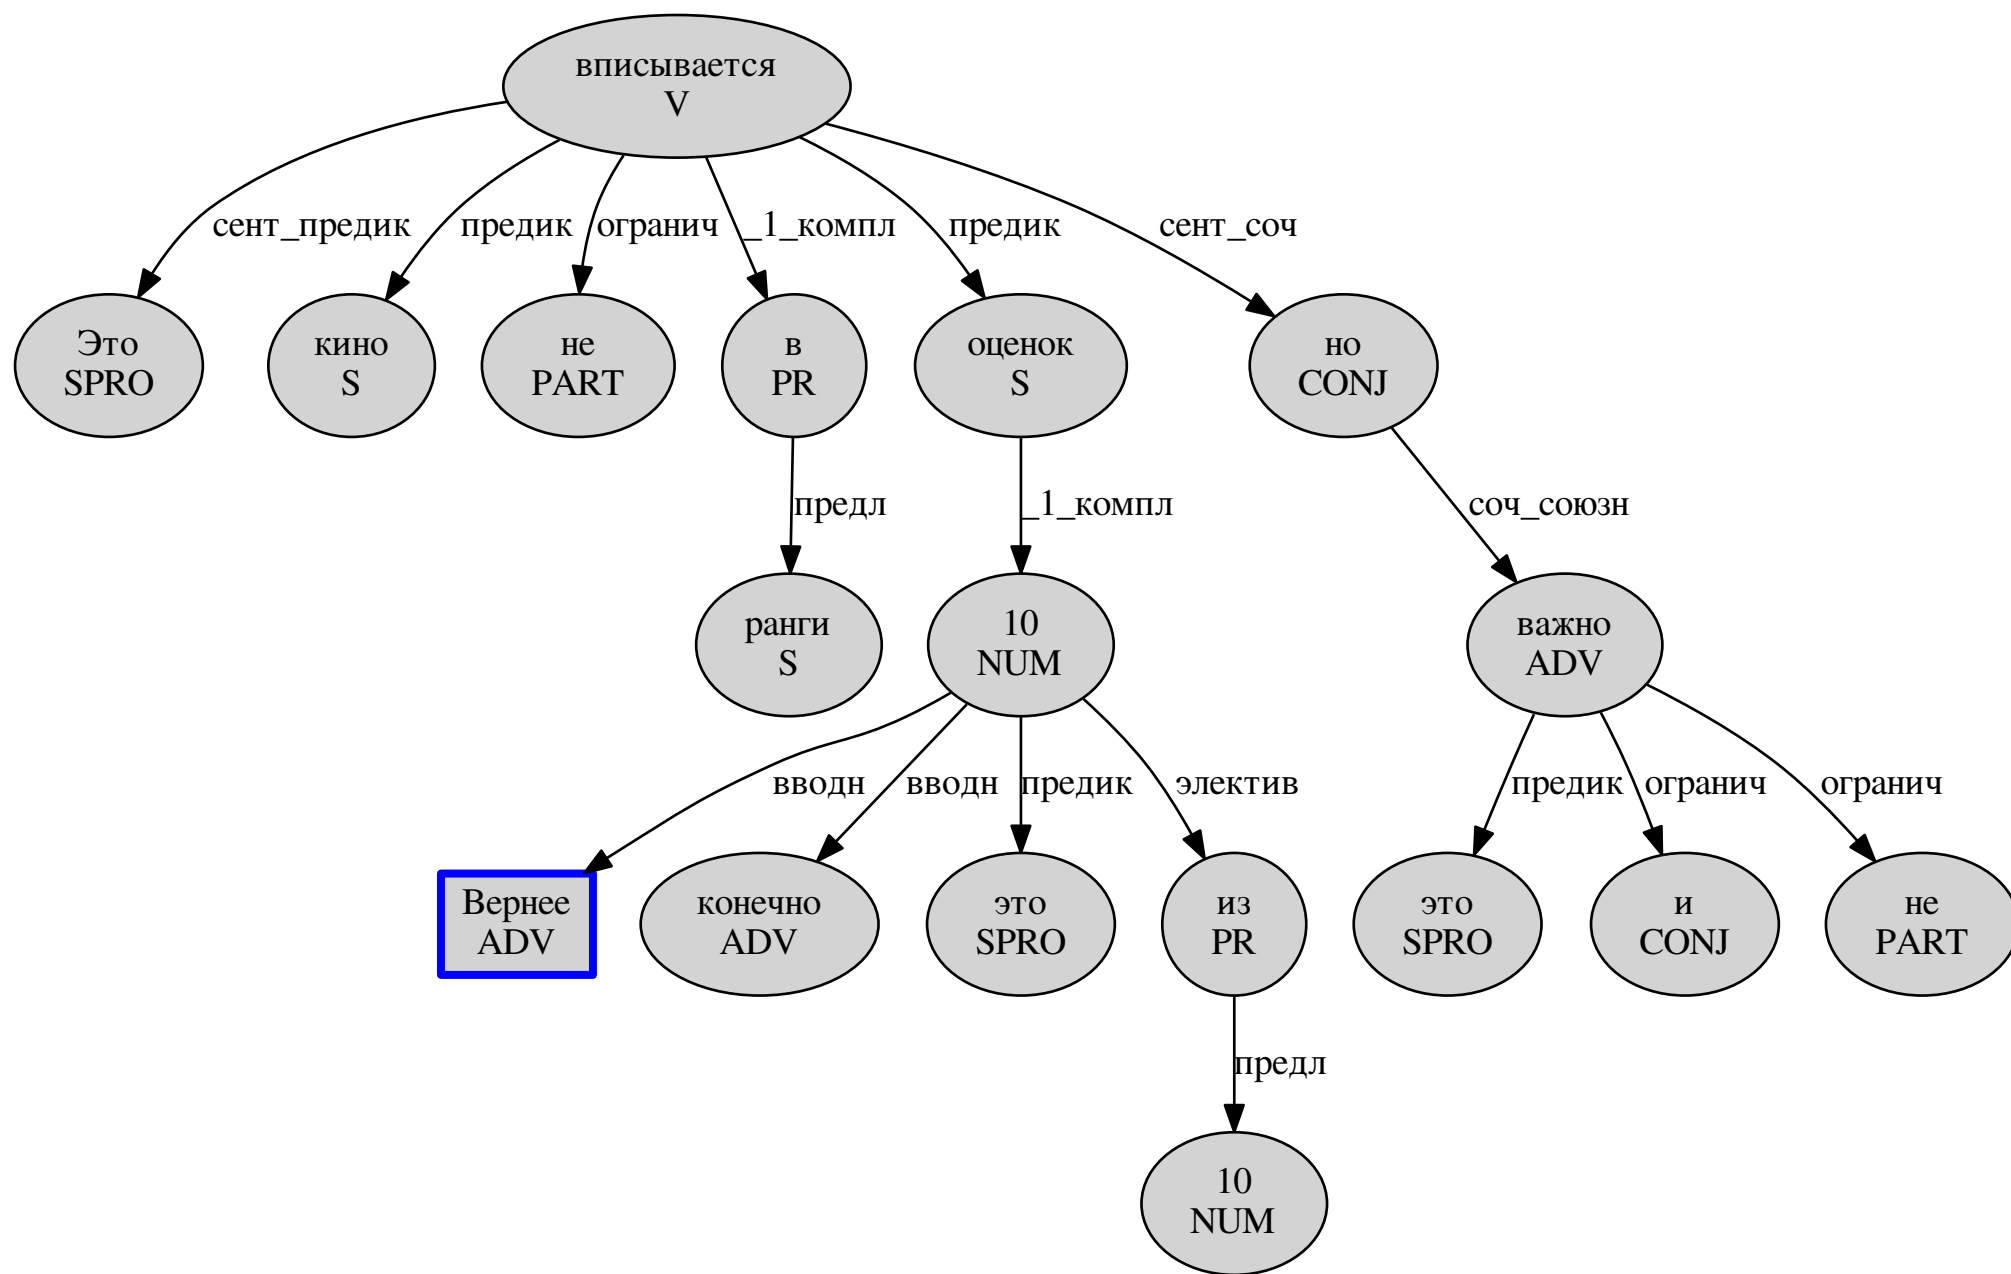 вписывается
V
сент_предик
предик
огранич
_1_компл
предик
сент_соч
Это
SPRO
кино
S
не
PART
в
PR
оценок
S
но
CONJ
предл
_1_компл
соч_союзн
ранги
S
10
NUM
важно
ADV
вводн
вводн
предик
электив
предик
огранич
огранич
Вернее
ADV
конечно
ADV
это
SPRO
из
PR
это
SPRO
и
CONJ
не
PART
предл
10
NUM